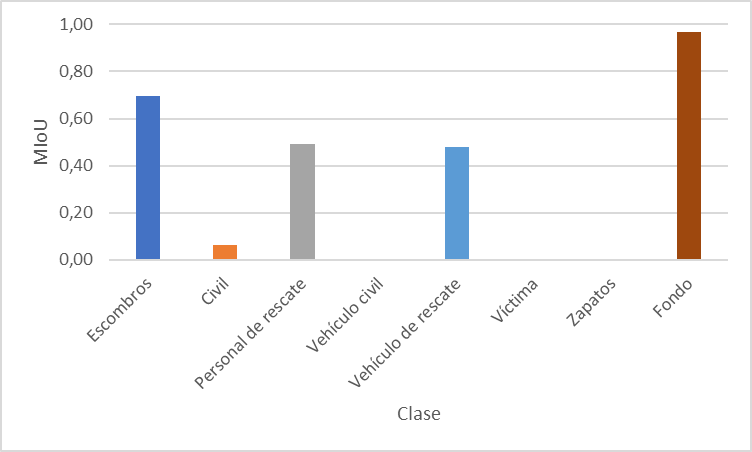 1,00
0,80
0,60
0,40
0,20
0,00
MIoU
Escombros
Civil
Personal de rescate
Vehículo civil
Vehículo de rescate
Víctima
Zapatos
Fondo
Clase